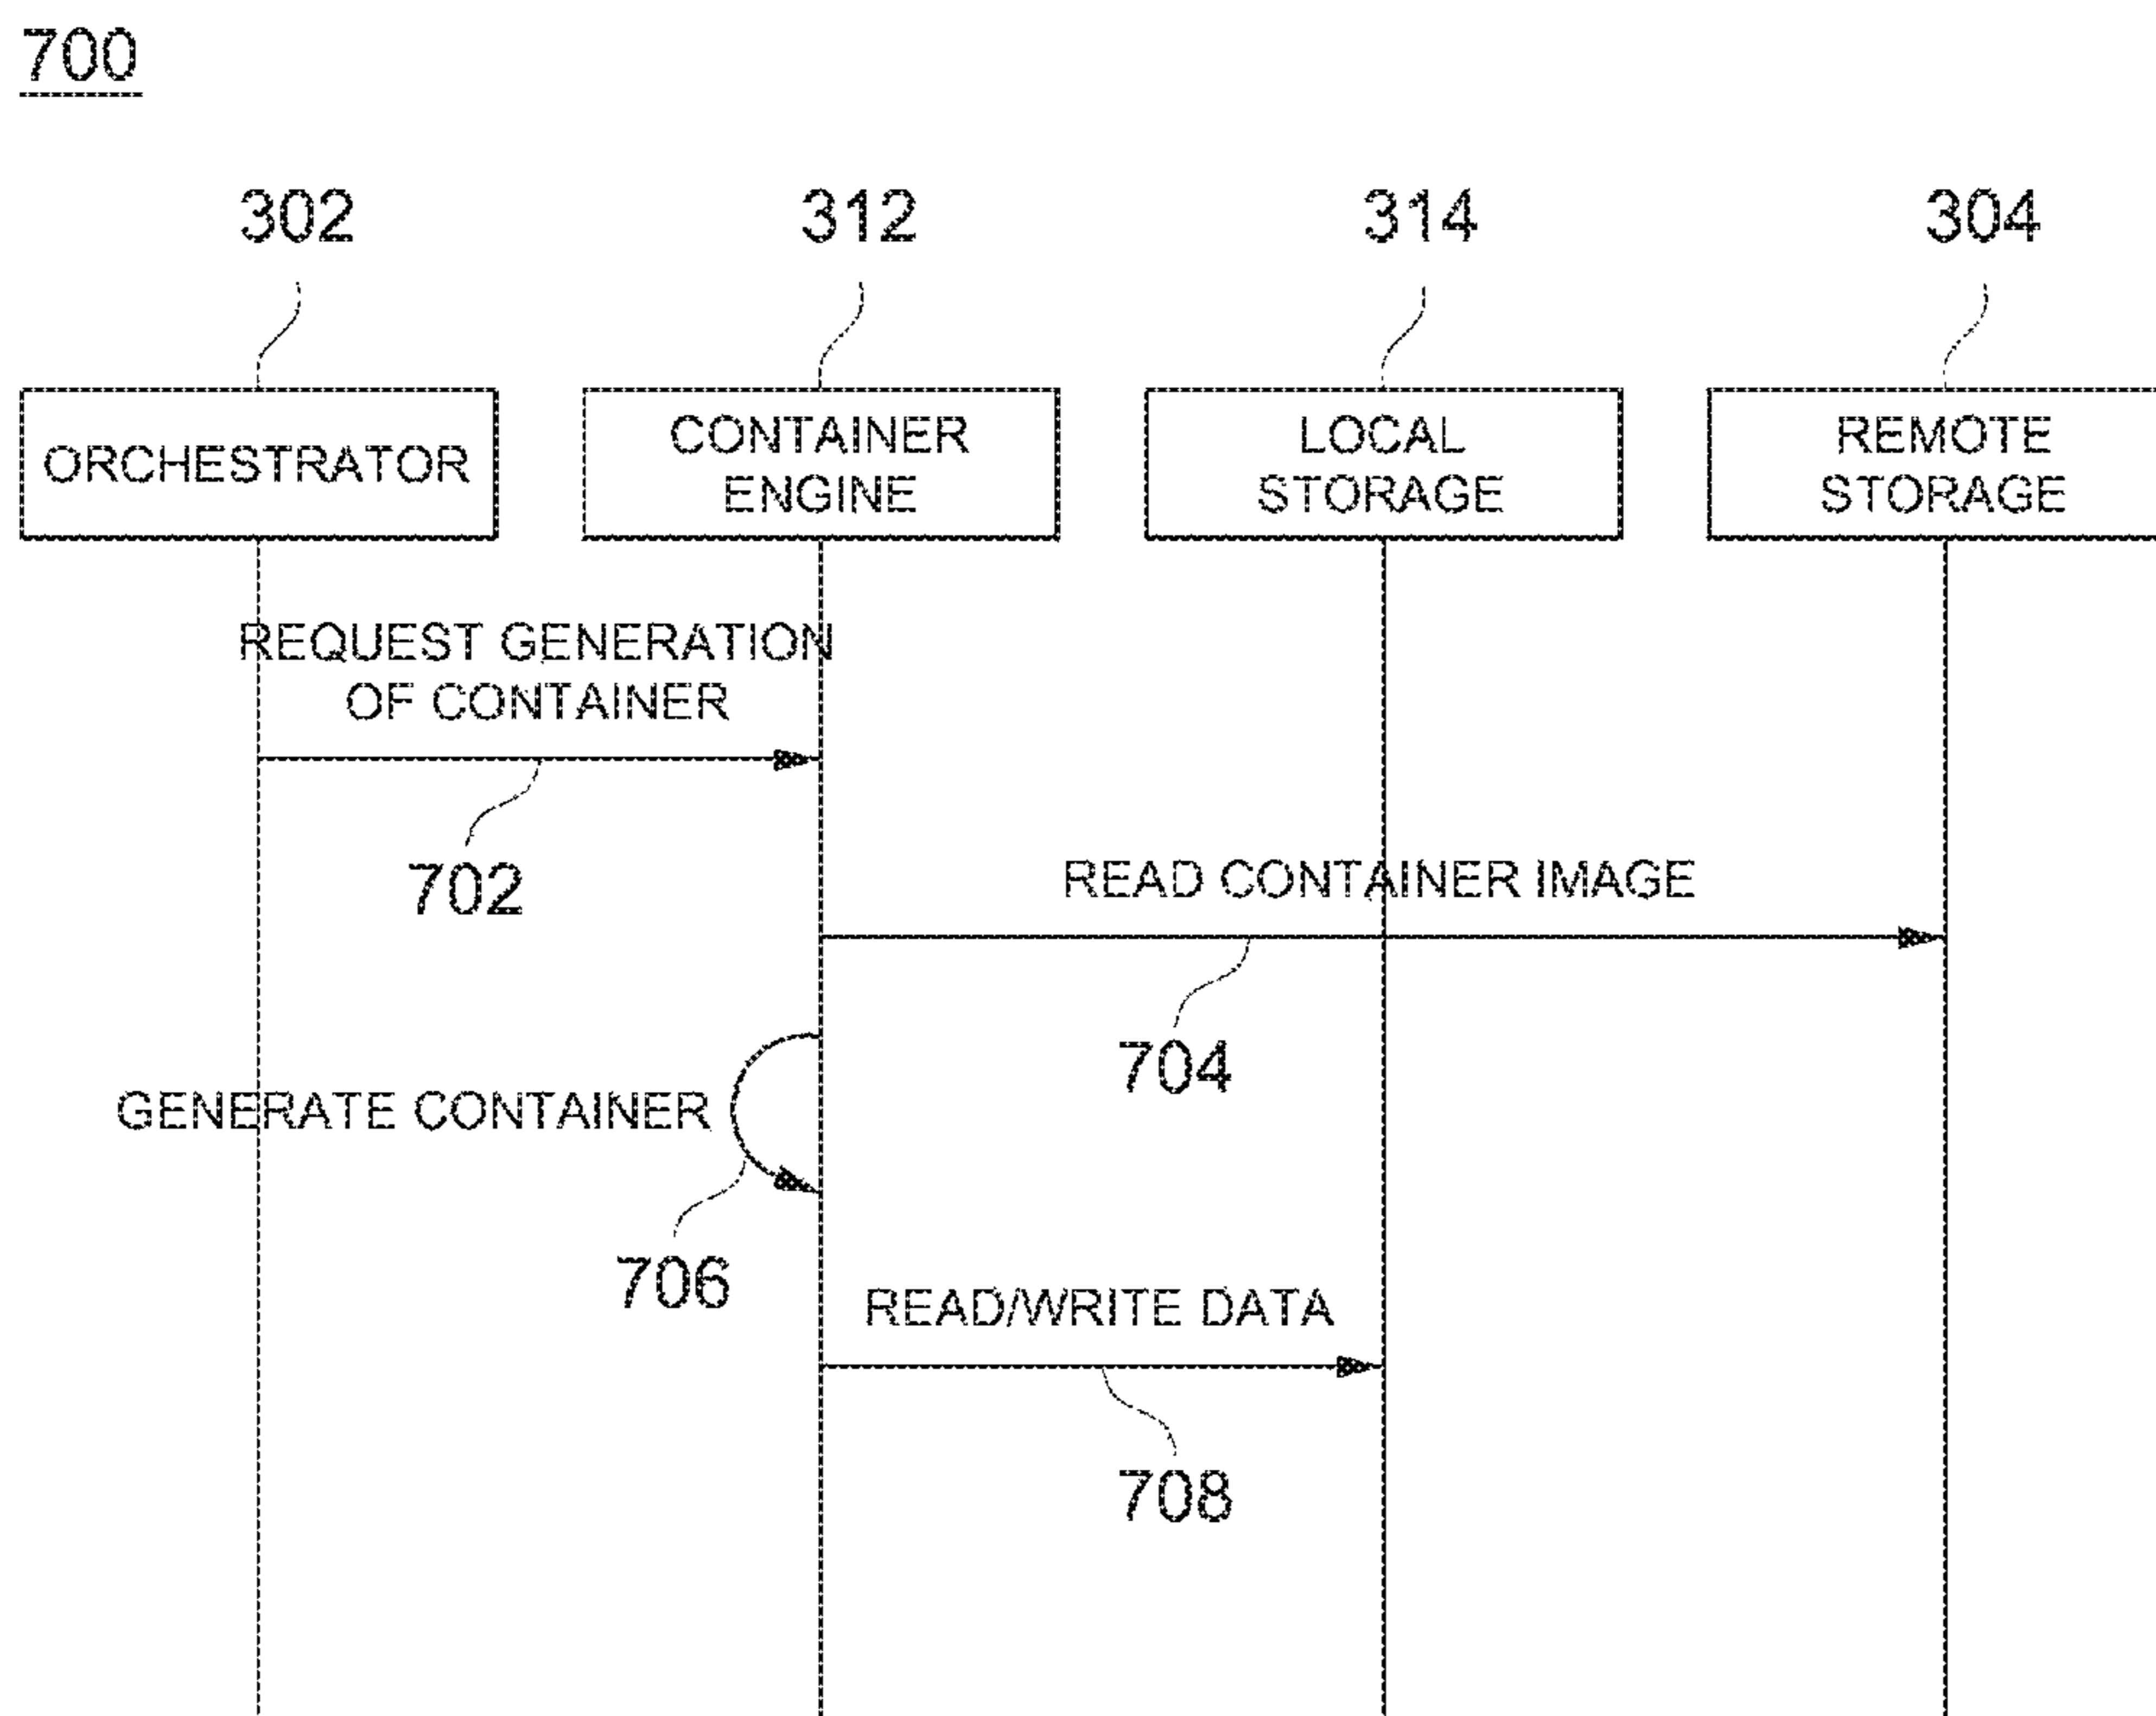 700
302
312
314
304
ORCHESTRATOR
CONTAINER
ENGINE
LOCAL
STORAGE
REMOTE
STORAGE
REQUEST GENERATION
OF CONTAINER
702
READ CONTAINER IMAGE
704
GENERATE CONTAINER
706
READ/WRITE DATA
708